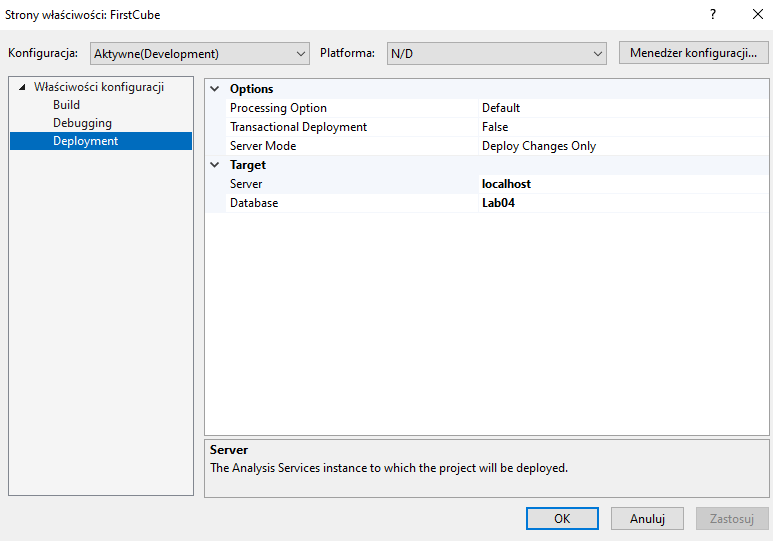 Strony właściwości: FirstCube
Konfiguracja: Aktywne(Development) Platforma: N/D Menedżer konfiguracji...
Właściwości konfiguracji
Build
Debugging
Deployment
Options
Processing Option Default
Transactional Deployment False
Server Mode Deploy Changes Only
Target
Server localhost
Database Lab04
Server
The Analysis Services instance to which the project will be deployed.
OK Anuluj Zastosuj